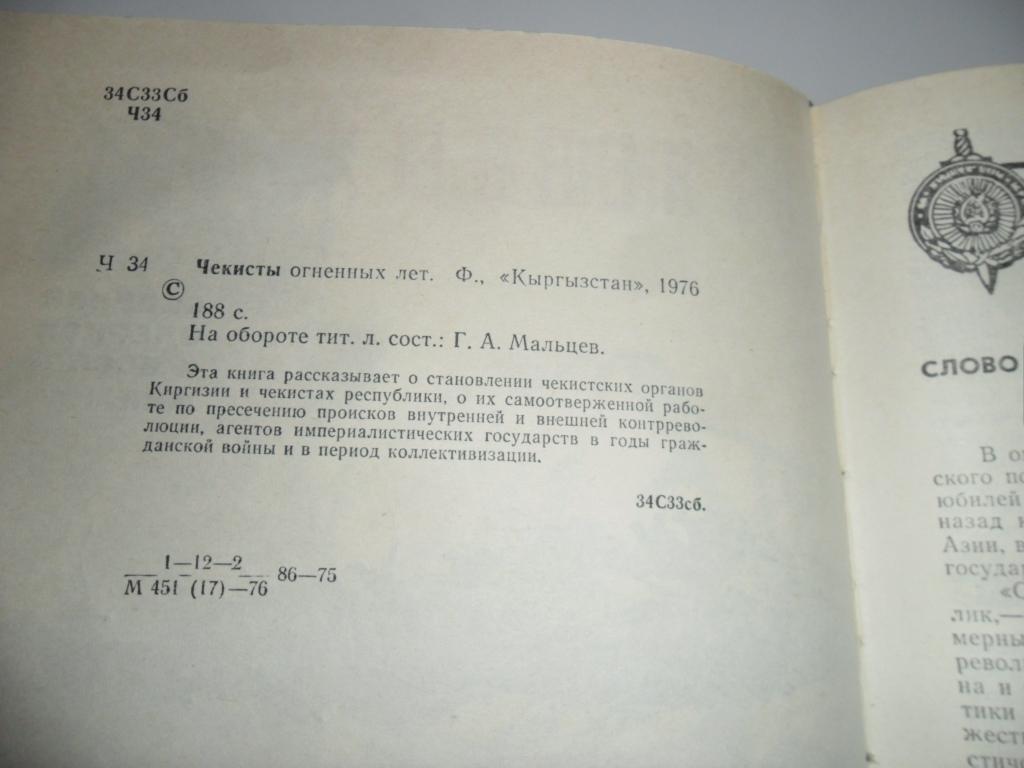 34С33Сб
Ч34
Ч 34 Чекисты огненных лет. Ф., «Кыргызстан», 1976
©
188 с.
На обороте тит. л. сост.: Г. А. Мальцев.
Эта книга рассказывает о становлении чекистских органов
Киргизии и чекистах республики, о их самоотверженной рабо-
те по пресечению происков внутренней и внешней контррево-
люции, агентов империалистических государств в годы граж-
данской войны и в период коллективизации.
34С33сб.
1—12—2
М 451 (17)—76 86—75
СЛОВО
В
ского
юбилей
назад
Азии,
государ
лик,—
мерны
револ
на и
тики
жест
стиче